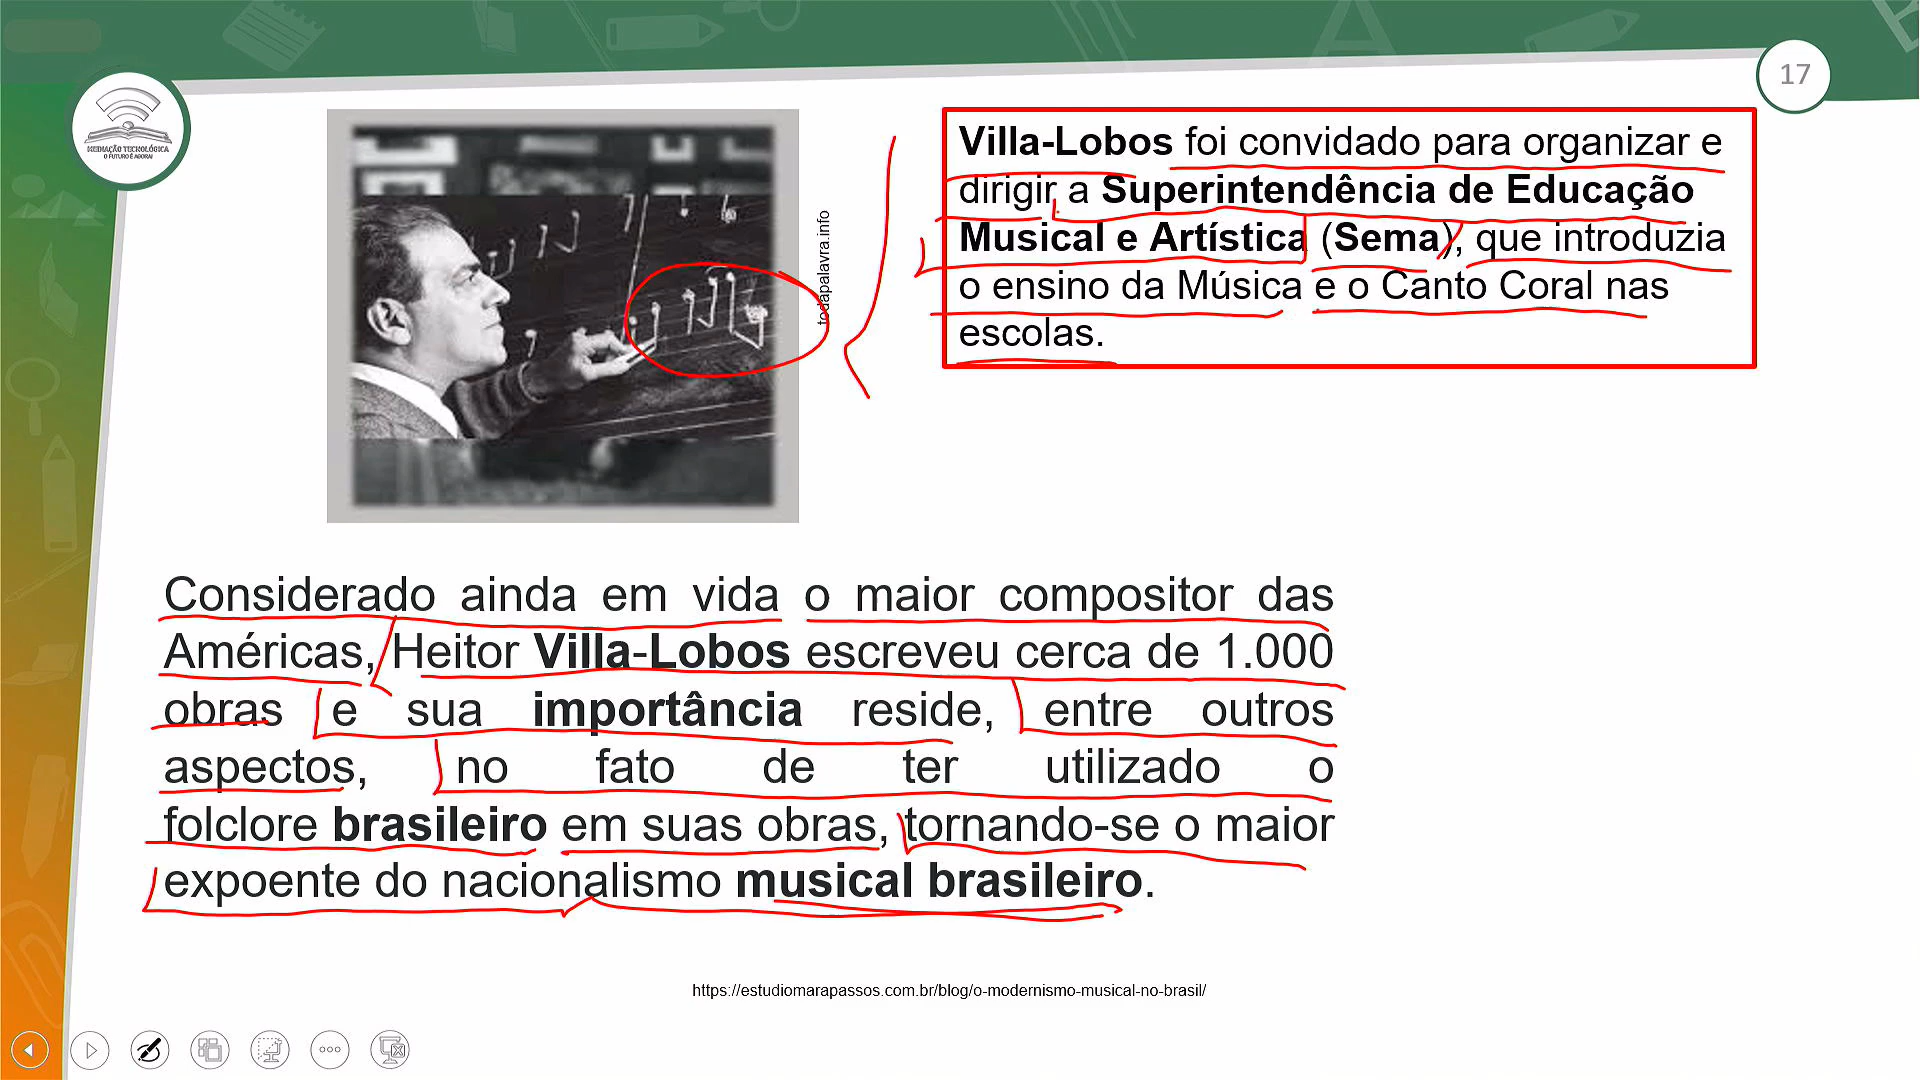 17
MEDIAÇÃO TECNOLÓGICA
O FUTURO É AGORA!
todapalavra.info
Villa-Lobos foi convidado para organizar e
dirigir a Superintendência de Educação
Musical e Artística (Sema), que introduzia
o ensino da Música e o Canto Coral nas
escolas.
Considerado ainda em vida o maior compositor das
Américas, Heitor Villa-Lobos escreveu cerca de 1.000
obras e sua importância reside, entre outros
aspectos, no fato de ter utilizado o
folclore brasileiro em suas obras, tornando-se o maior
expoente do nacionalismo musical brasileiro.
https://estudiomarapassos.com.br/blog/o-modernismo-musical-no-brasil/